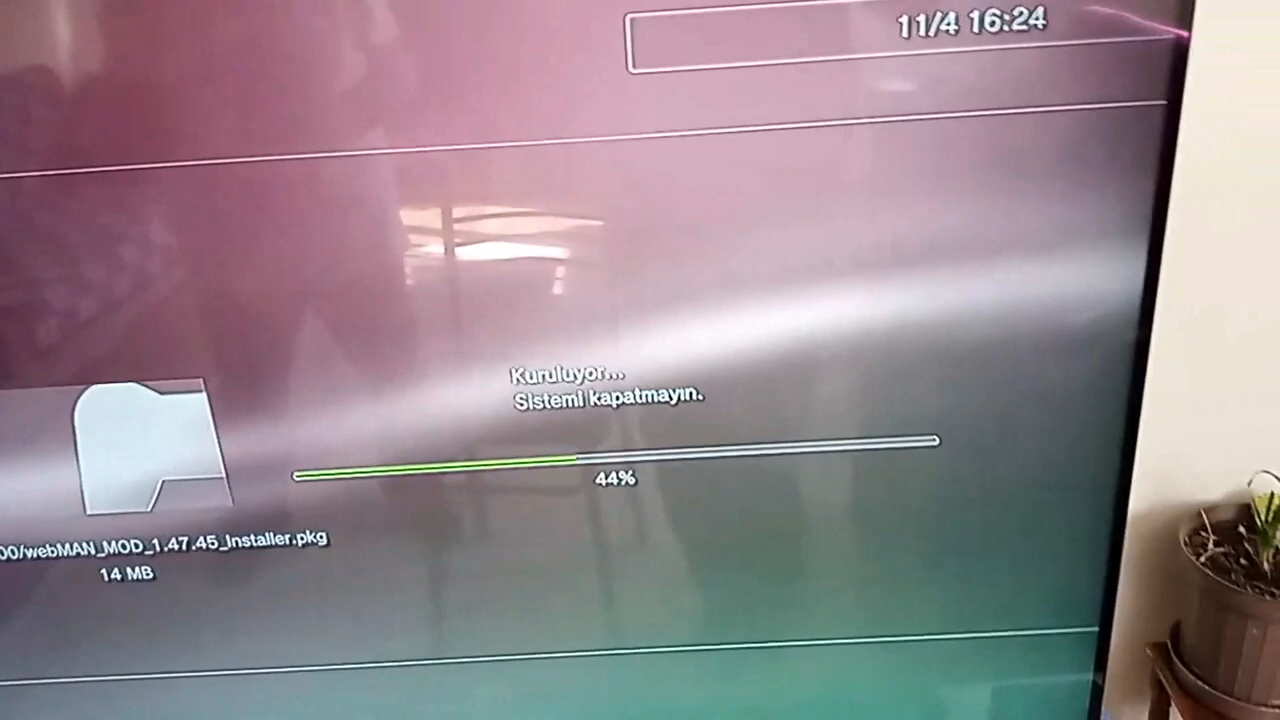 11/4 16:24
Kuruluyor...
Sistemi kapatmayın.
44%
00/webMAN_MOD_1.47.45_Installer.pkg
14 MB